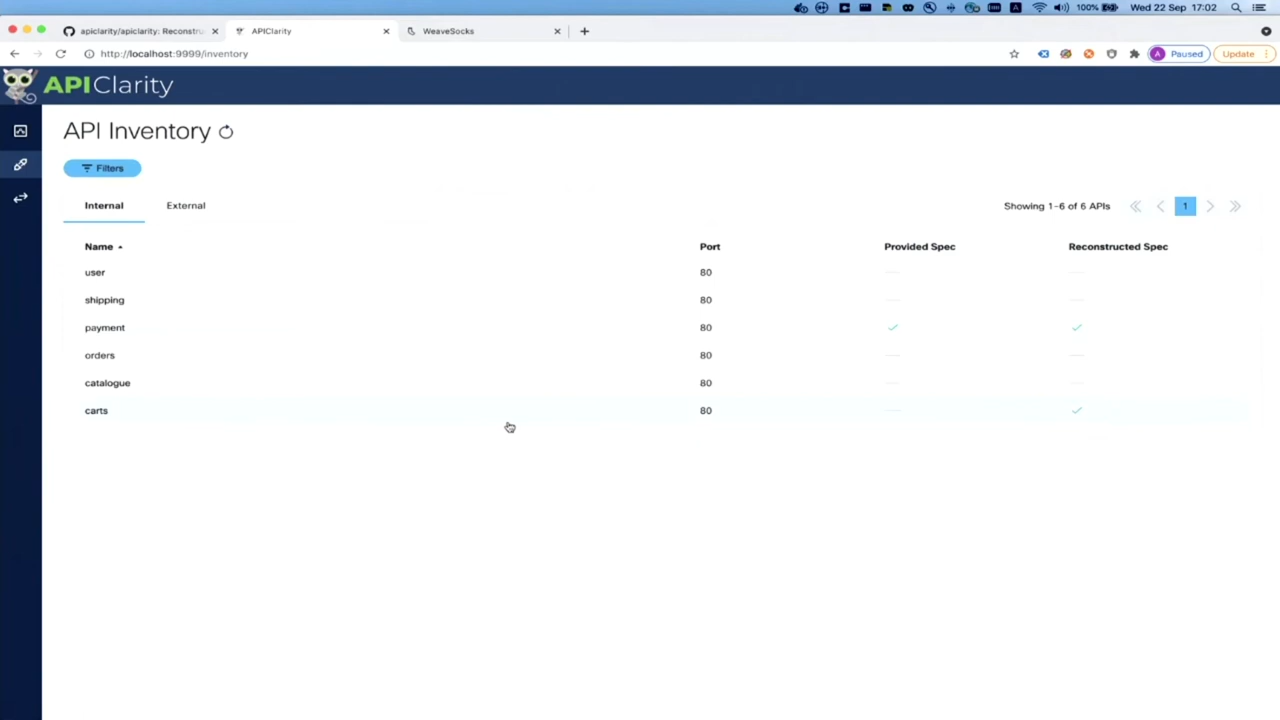 100% Wed 22 Sep 17:02
apiclarity/apiclarity: Reconstru
APIClarity
WeaveSocks
http://localhost:9999/inventory
A Paused
Update
APIClarity
API Inventory
Filters
Internal External
Showing 1-6 of 6 APIs
1
Name Port Provided Spec Reconstructed Spec
user 80
shipping 80
payment 80
orders 80
catalogue 80
carts 80